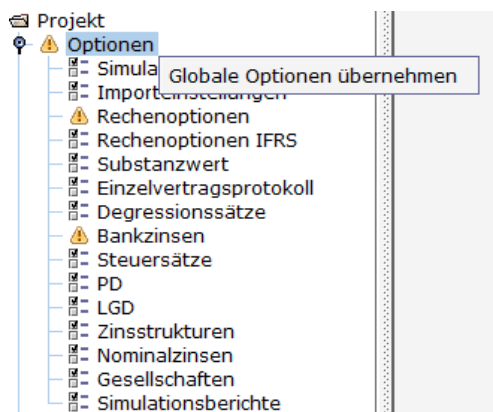 Projekt
Optionen
Simula
Globale Optionen übernehmen
Importeinstellungen
Rechenoptionen
Rechenoptionen IFRS
Substanzwert
Einzelvertragsprotokoll
Degressionssätze
Bankzinsen
Steuersätze
PD
LGD
Zinsstrukturen
Nominalzinsen
Gesellschaften
Simulationsberichte